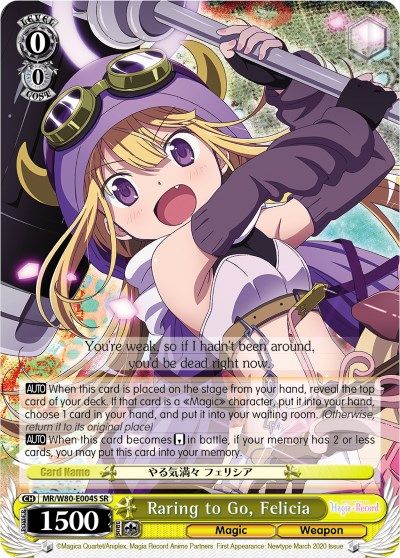 LEVEL
0
0
COST
You're weak, so if I hadn't been around,
you'd be dead right now.
AUTO When this card is placed on the stage from your hand, reveal the top
card of your deck. If that card is a «Magic» character, put it into your hand,
choose 1 card in your hand, and put it into your waiting room. (Otherwise,
return it to its original place)
AUTO When this card becomes in battle, if your memory has 2 or less
cards, you may put this card into your memory.
Card Name やる気満々 フェリシア
CH MR/W80-E004S SR
Raring to Go, Felicia
Magia Record
POWER 1500 SOUL
Magic Weapon
©Magica Quartet/Aniplex, Magia Record Anime Partners First Appearance: Newtype March 2020 Issue